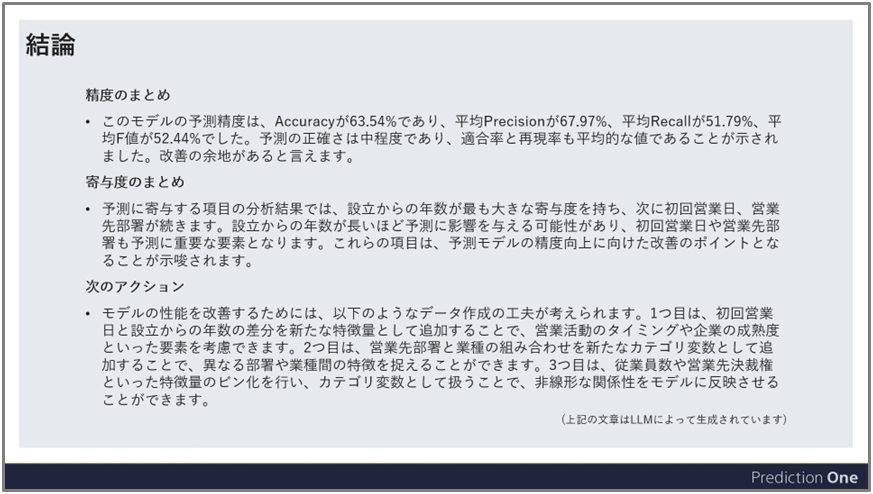 結論
精度のまとめ
• このモデルの予測精度は、Accuracyが63.54%であり、平均Precisionが67.97%、平均Recallが51.79%、平
均F値が52.44%でした。予測の正確さは中程度であり、適合率と再現率も平均的な値であることが示され
ました。改善の余地があると言えます。
寄与度のまとめ
• 予測に寄与する項目の分析結果では、設立からの年数が最も大きな寄与度を持ち、次に初回営業日、営業
先部署が続きます。設立からの年数が長いほど予測に影響を与える可能性があり、初回営業日や営業先部
署も予測に重要な要素となります。これらの項目は、予測モデルの精度向上に向けた改善のポイントとな
ることが示唆されます。
次のアクション
• モデルの性能を改善するためには、以下のようなデータ作成の工夫が考えられます。1つ目は、初回営業
日と設立からの年数の差分を新たな特徴量として追加することで、営業活動のタイミングや企業の成熟度
といった要素を考慮できます。2つ目は、営業先部署と業種の組み合わせを新たなカテゴリ変数として追
加することで、異なる部署や業種間の特徴を捉えることができます。3つ目は、従業員数や営業先決裁権
といった特徴量のビン化を行い、カテゴリ変数として扱うことで、非線形な関係性をモデルに反映させる
ことができます。
(上記の文章はLLMによって生成されています)
Prediction One